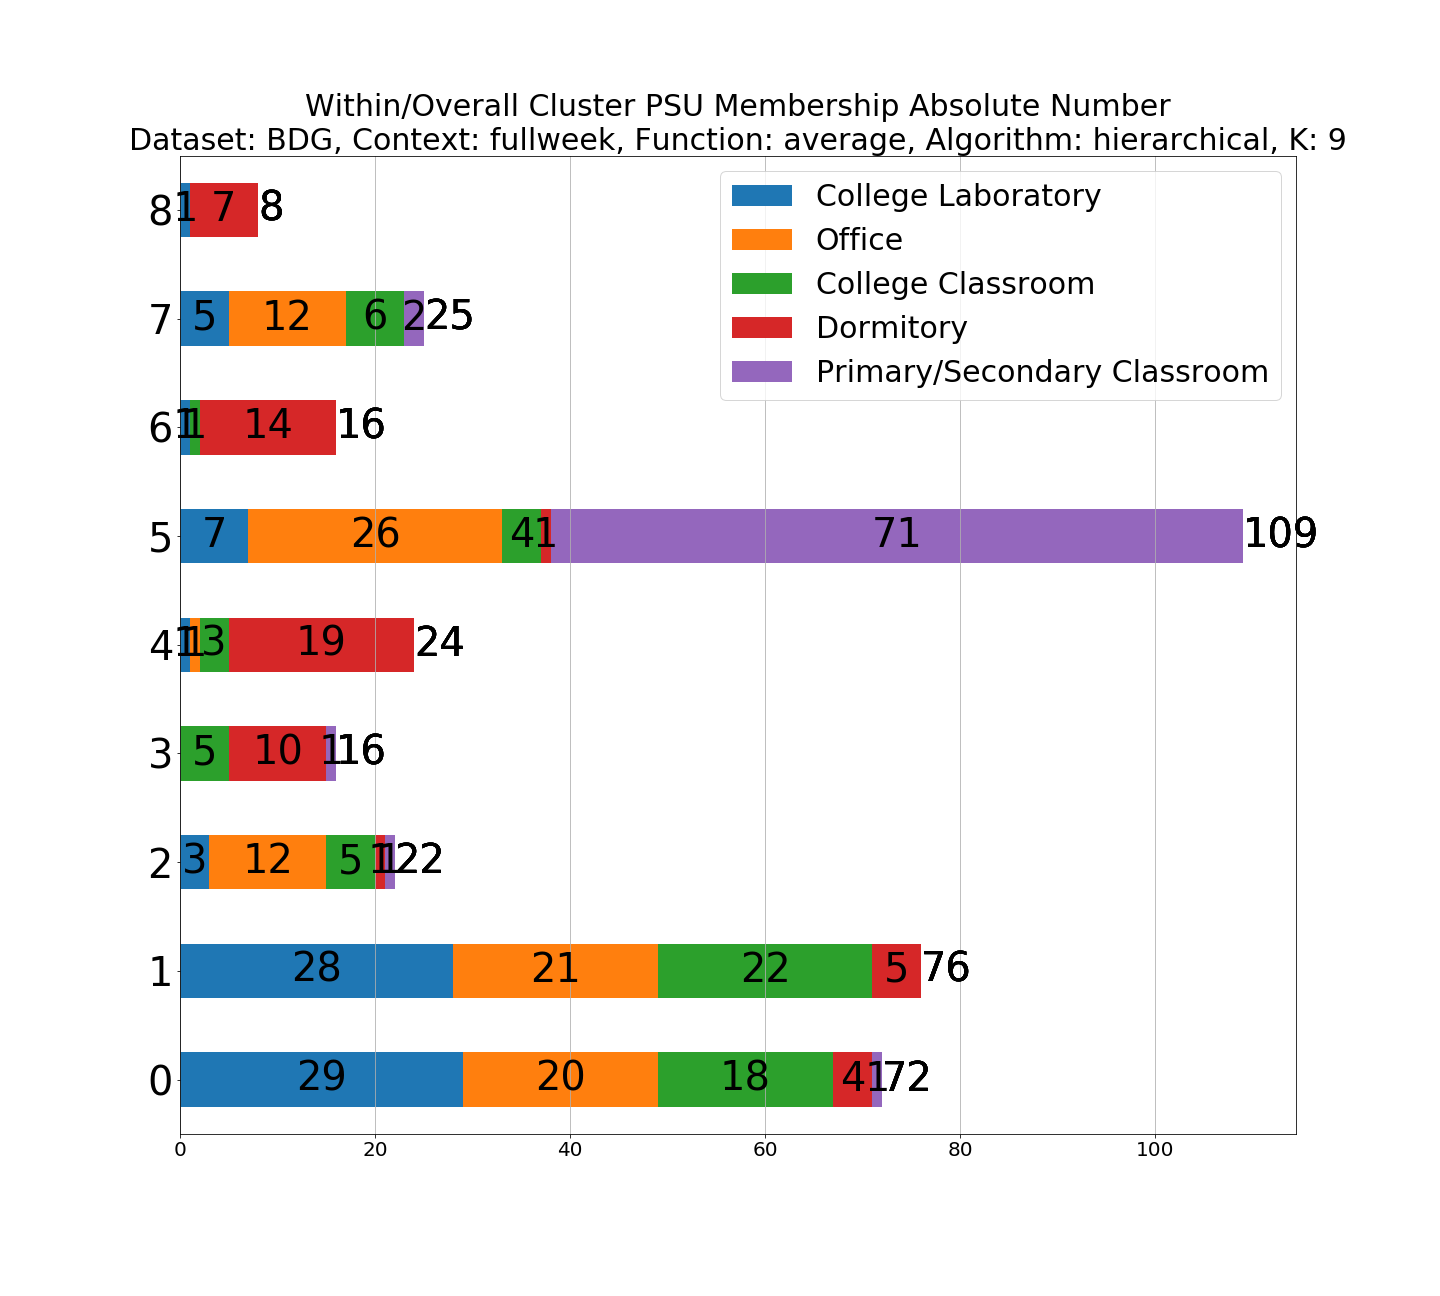 Within/Overall Cluster PSU Membership Absolute Number
Dataset: BDG, Context: fullweek, Function: average, Algorithm: hierarchical, K: 9
College Laboratory
Office
College Classroom
Dormitory
Primary/Secondary Classroom
8 1 7 8
7 5 12 6 2 25
6 1 1 14 16
5 7 26 4 1 71 109
4 1 1 3 19 24
3 5 10 1 16
2 3 12 5 1 1 22
1 28 21 22 5 76
0 29 20 18 4 1 72
0 20 40 60 80 100